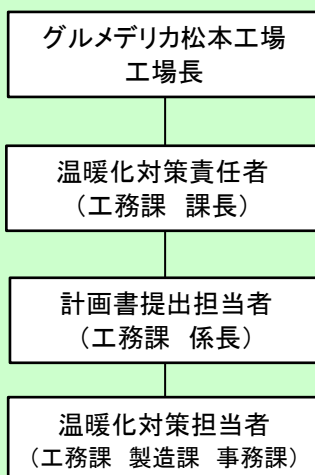 グルメデリカ松本工場
工場長
温暖化対策責任者
（工務課　課長）
計画書提出担当者
（工務課　係長）
温暖化対策担当者
（工務課　製造課　事務課）